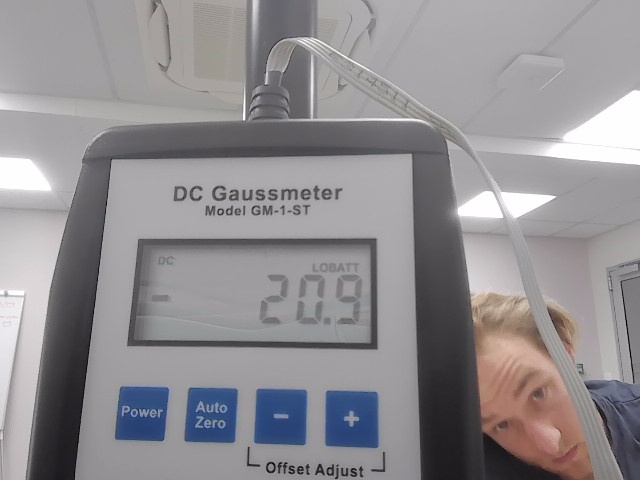 DC Gaussmeter
Model GM-1-ST
DC
LOBATT
- 20.9
Power
Auto
Zero
-
+
Offset Adjust